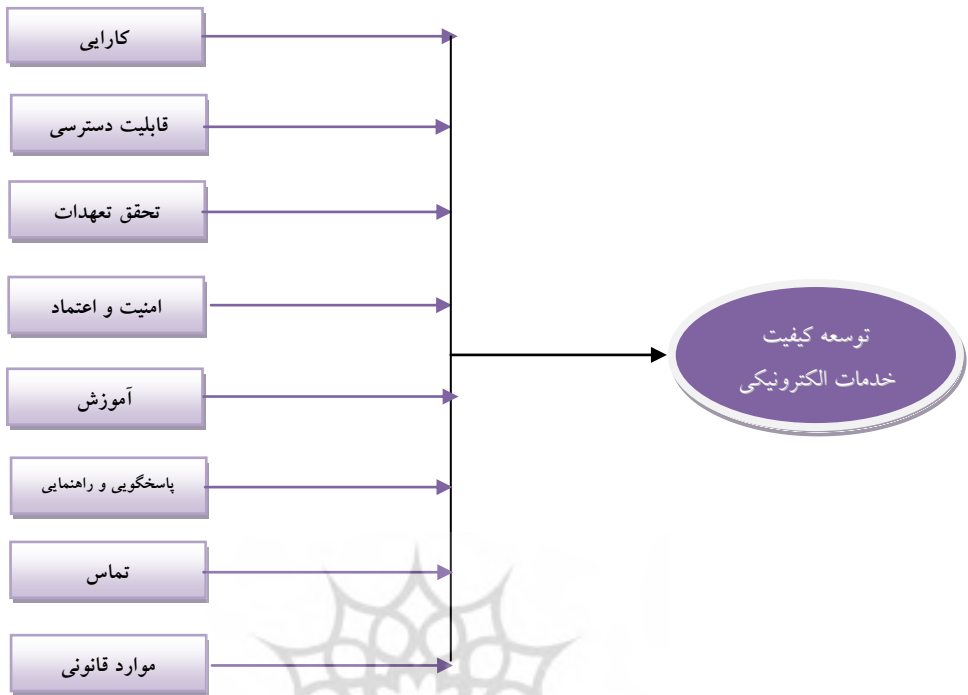 کارایی
قابلیت دسترسی
تحقق تعهدات
امنیت و اعتماد
آموزش
پاسخگویی و راهنمایی
تماس
موارد قانونی
توسعه کیفیت
خدمات الکترونیکی